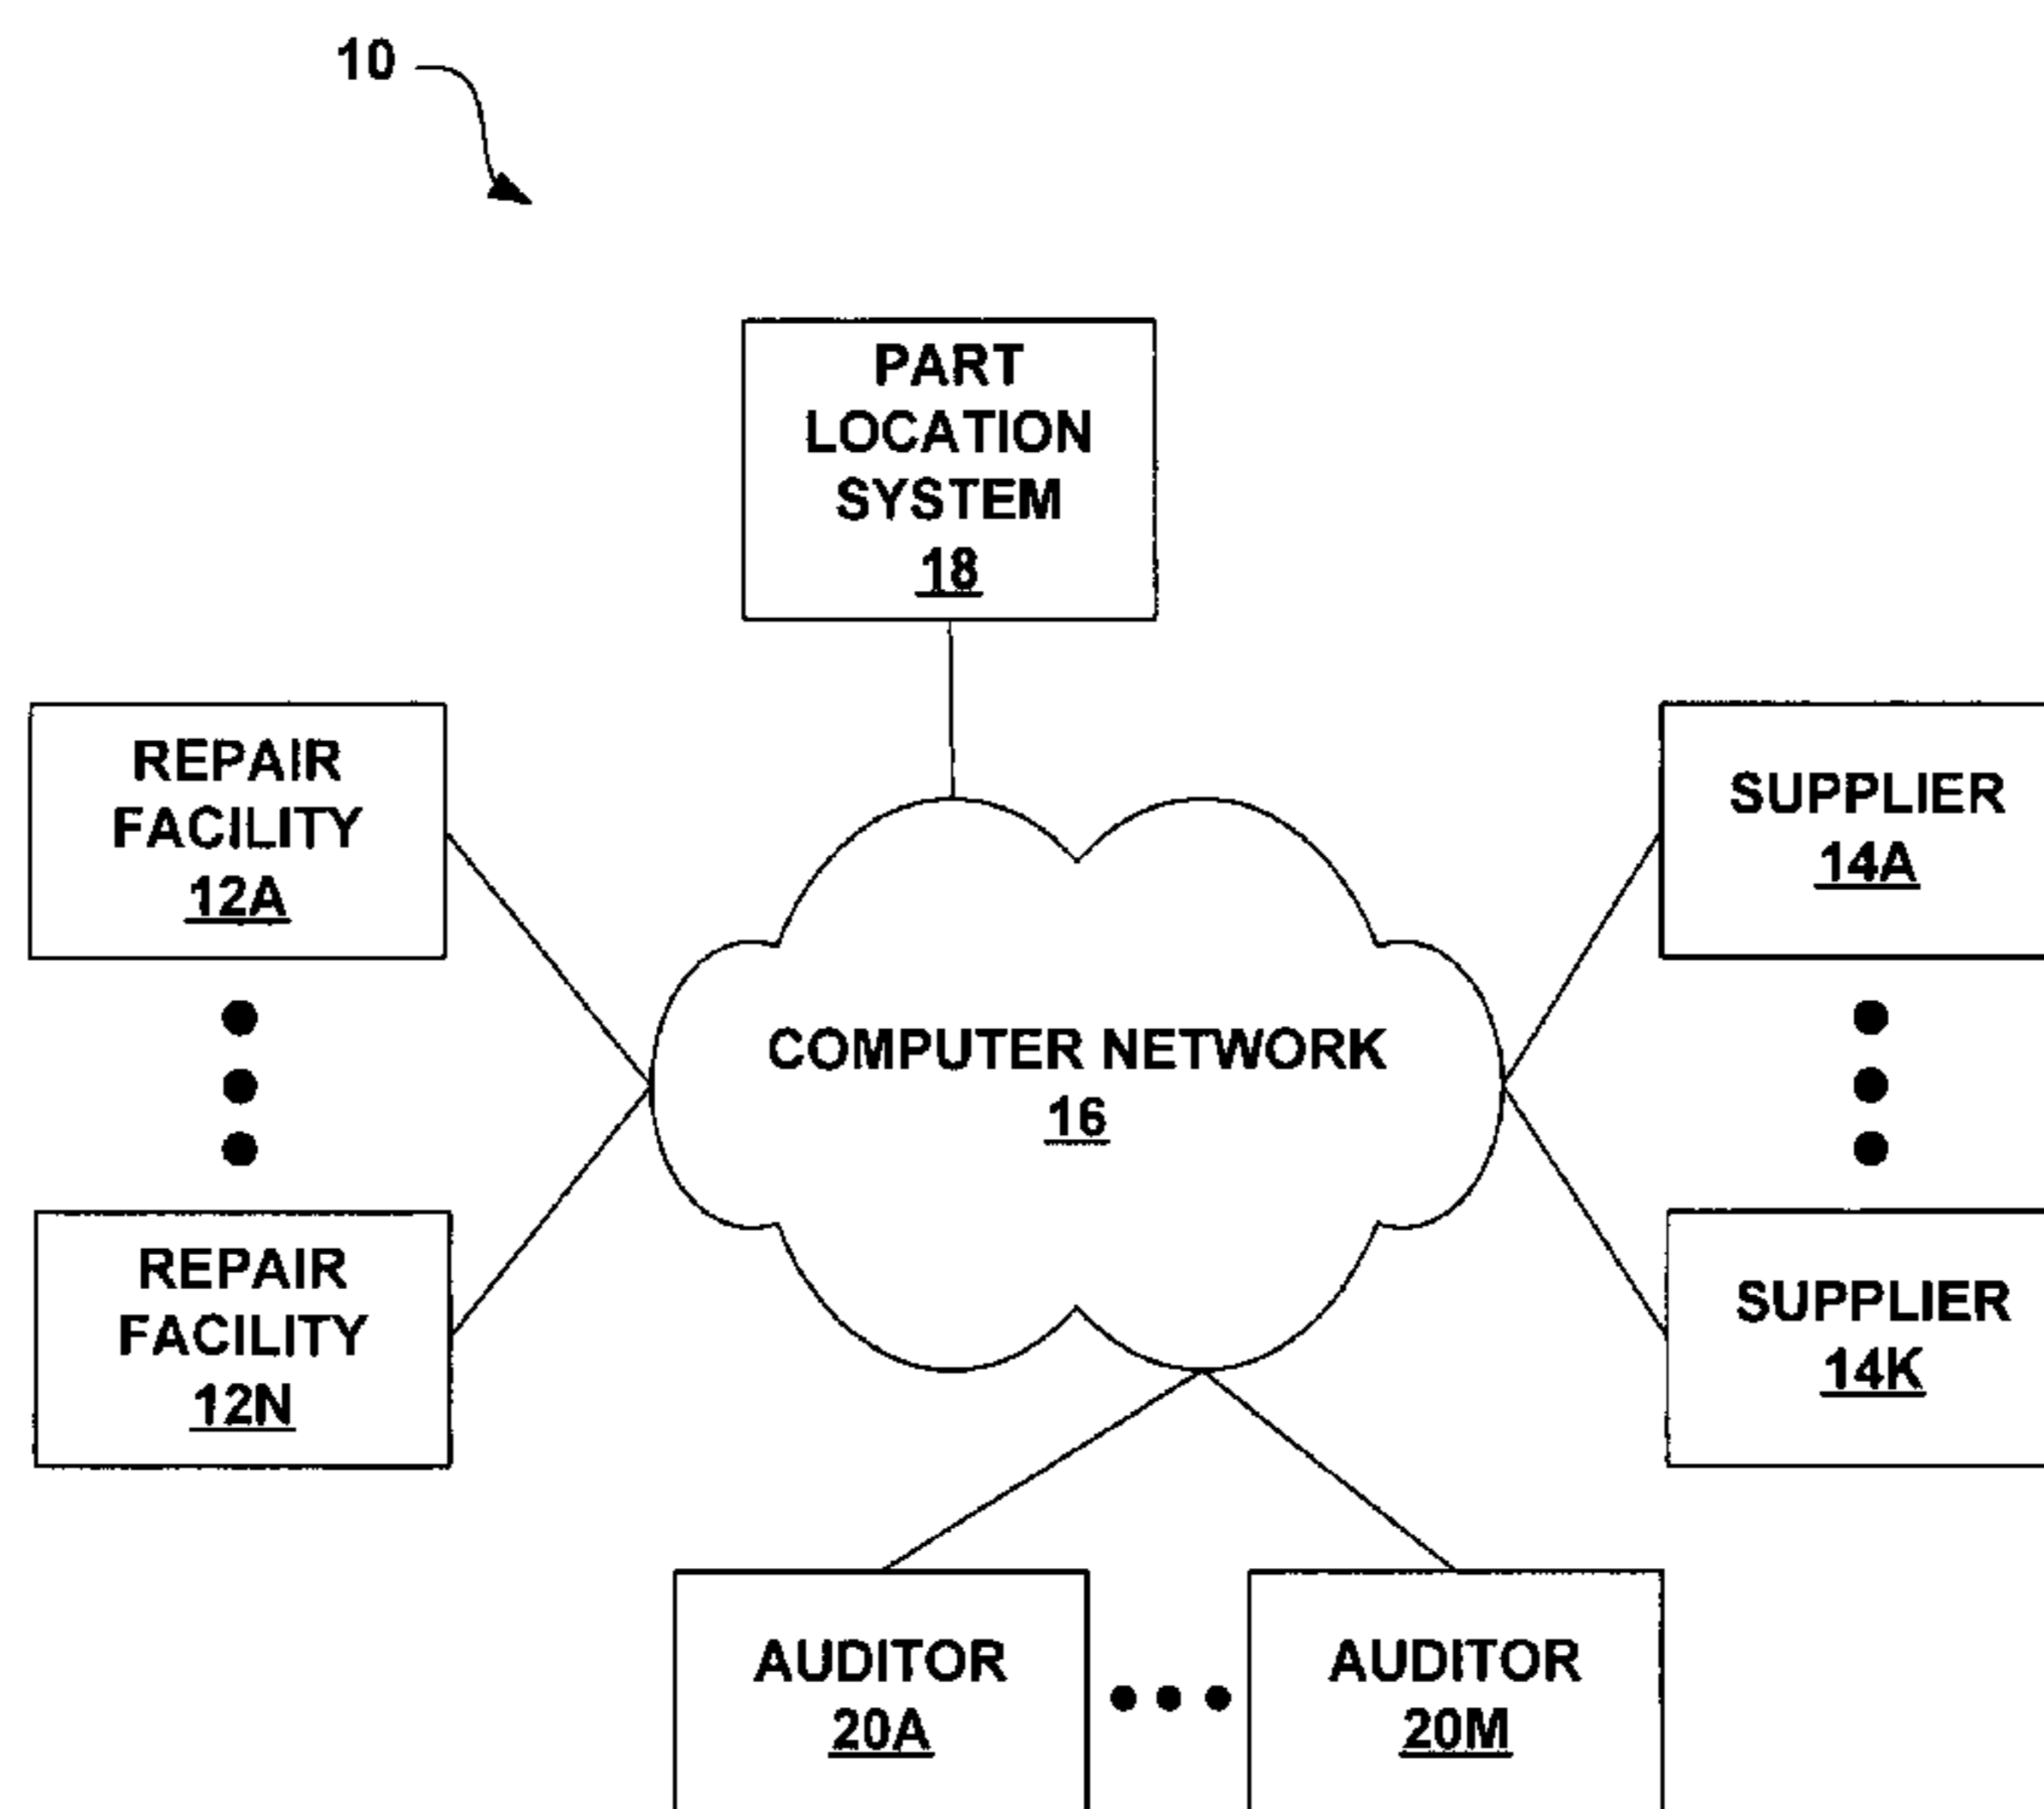 10
PART
LOCATION
SYSTEM
18
REPAIR
FACILITY
12A
SUPPLIER
14A
COMPUTER NETWORK
16
REPAIR
FACILITY
12N
SUPPLIER
14K
AUDITOR
20A
AUDITOR
20M